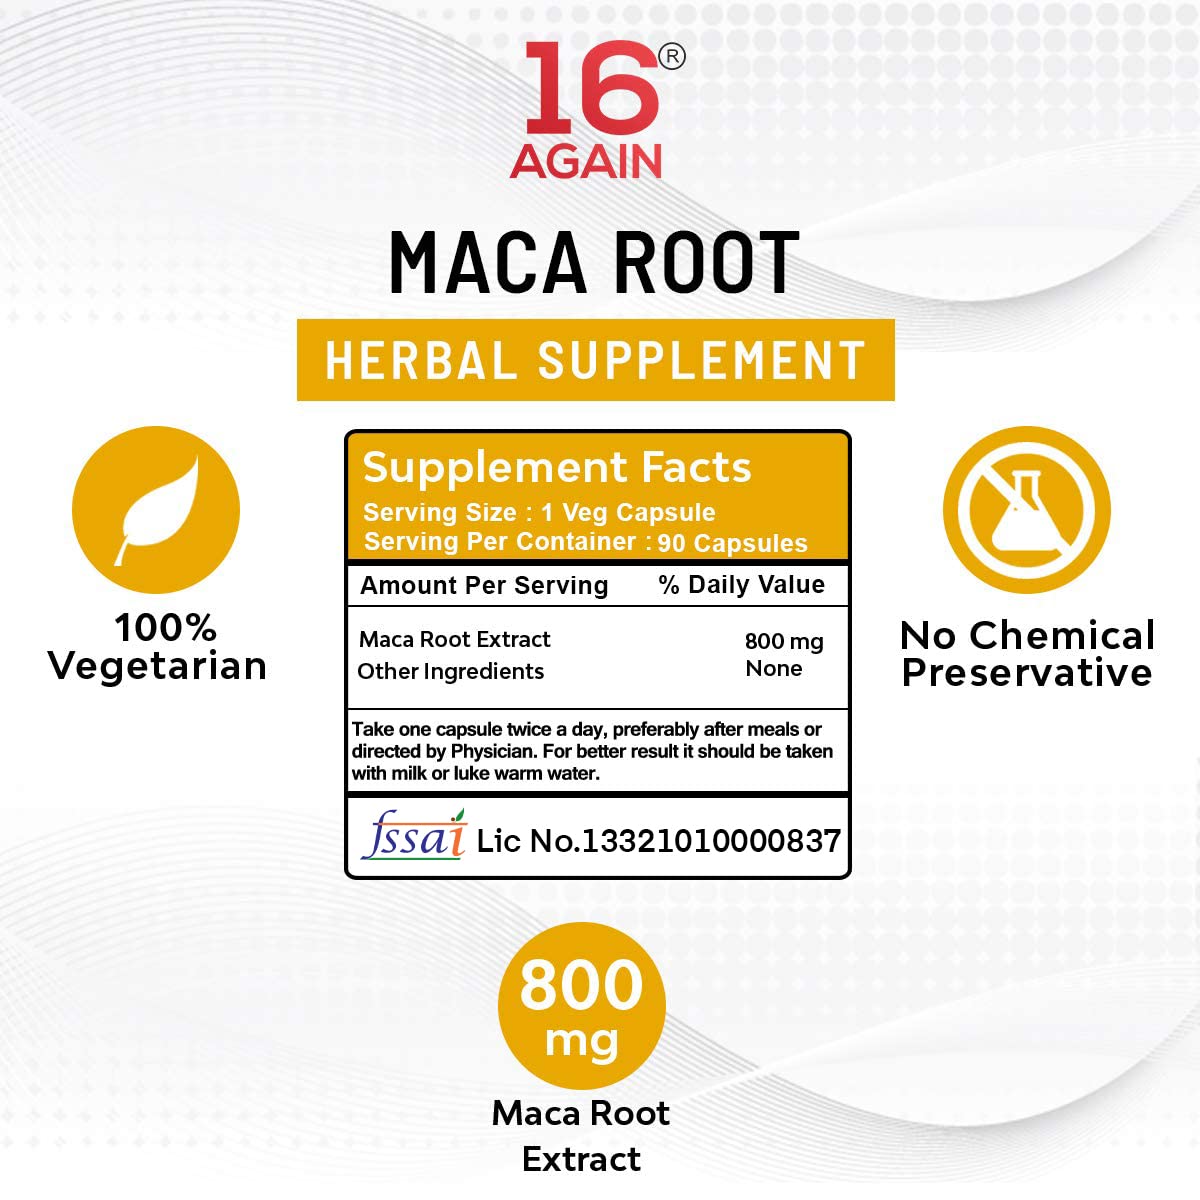 16®
AGAIN
MACA ROOT
HERBAL SUPPLEMENT
100%
Vegetarian
Supplement Facts
Serving Size : 1 Veg Capsule
Serving Per Container : 90 Capsules
Amount Per Serving % Daily Value
Maca Root Extract 800 mg
Other Ingredients None
Take one capsule twice a day, preferably after meals or
directed by Physician. For better result it should be taken
with milk or luke warm water.
fssai Lic No.13321010000837
No Chemical
Preservative
800
mg
Maca Root
Extract